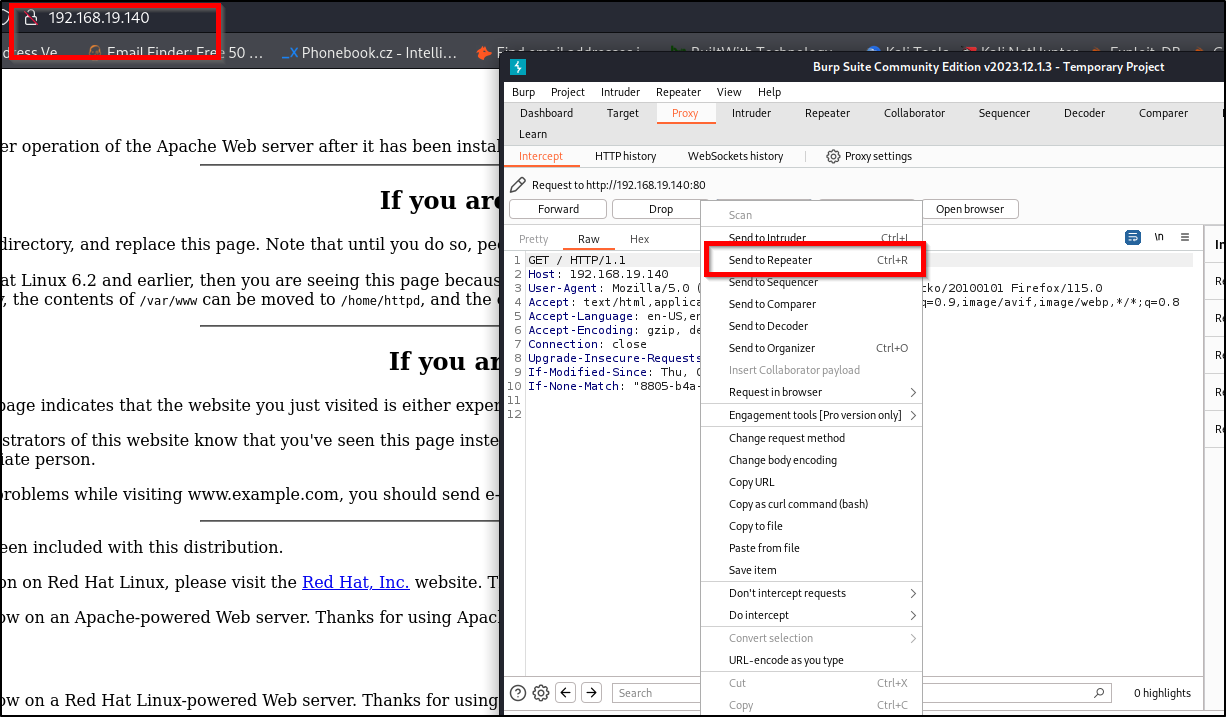 192.168.19.140
dress Ve
Email Finder: Free 50 ...
Phonebook.cz - Intelli...
Find email addresses i
BuiltWith Technology
Kali Tools
Kali NetHunter
Exploit-DB
er operation of the Apache Web server after it has been instal
If you are
directory, and replace this page. Note that until you do so, peo
at Linux 6.2 and earlier, then you are seeing this page becaus
, the contents of /var/www can be moved to /home/httpd, and the
If you ar
page indicates that the website you just visited is either exper
strators of this website know that you've seen this page inste
iate person.
problems while visiting www.example.com, you should send e-
een included with this distribution.
on on Red Hat Linux, please visit the Red Hat, Inc. website. T
ow on an Apache-powered Web server. Thanks for using Apac
ow on a Red Hat Linux-powered Web server. Thanks for using
Burp Suite Community Edition v2023.12.1.3 - Temporary Project
Burp Project Intruder Repeater View Help
Dashboard Target Proxy Intruder Repeater Collaborator Sequencer Decoder Comparer
Learn
Intercept HTTP history WebSockets history Proxy settings
Request to http://192.168.19.140:80
Forward Drop Open browser
Pretty Raw Hex \n
1 GET / HTTP/1.1
2 Host: 192.168.19.140
3 User-Agent: Mozilla/5.0 ( cko/20100101 Firefox/115.0
4 Accept: text/html,applica q=0.9,image/avif,image/webp,*/*;q=0.8
5 Accept-Language: en-US,en
6 Accept-Encoding: gzip, de
7 Connection: close
8 Upgrade-Insecure-Requests
9 If-Modified-Since: Thu, 0
10 If-None-Match: "8805-b4a-
11
12
Scan
Send to Intruder Ctrl+I
Send to Repeater Ctrl+R
Send to Sequencer
Send to Comparer
Send to Decoder
Send to Organizer Ctrl+O
Insert Collaborator payload
Request in browser
Engagement tools [Pro version only]
Change request method
Change body encoding
Copy URL
Copy as curl command (bash)
Copy to file
Paste from file
Save item
Don't intercept requests
Do intercept
Convert selection
URL-encode as you type
Cut Ctrl+X
Copy Ctrl+C
In
Re
Re
Re
Re
Re
Search 0 highlights